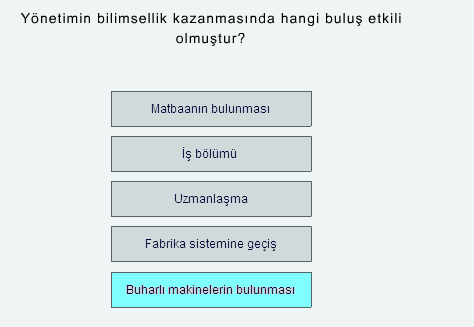 Yönetimin bilimsellik kazanmasında hangi buluş etkili
olmuştur?
Matbaanın bulunması
İş bölümü
Uzmanlaşma
Fabrika sistemine geçiş
Buharlı makinelerin bulunması